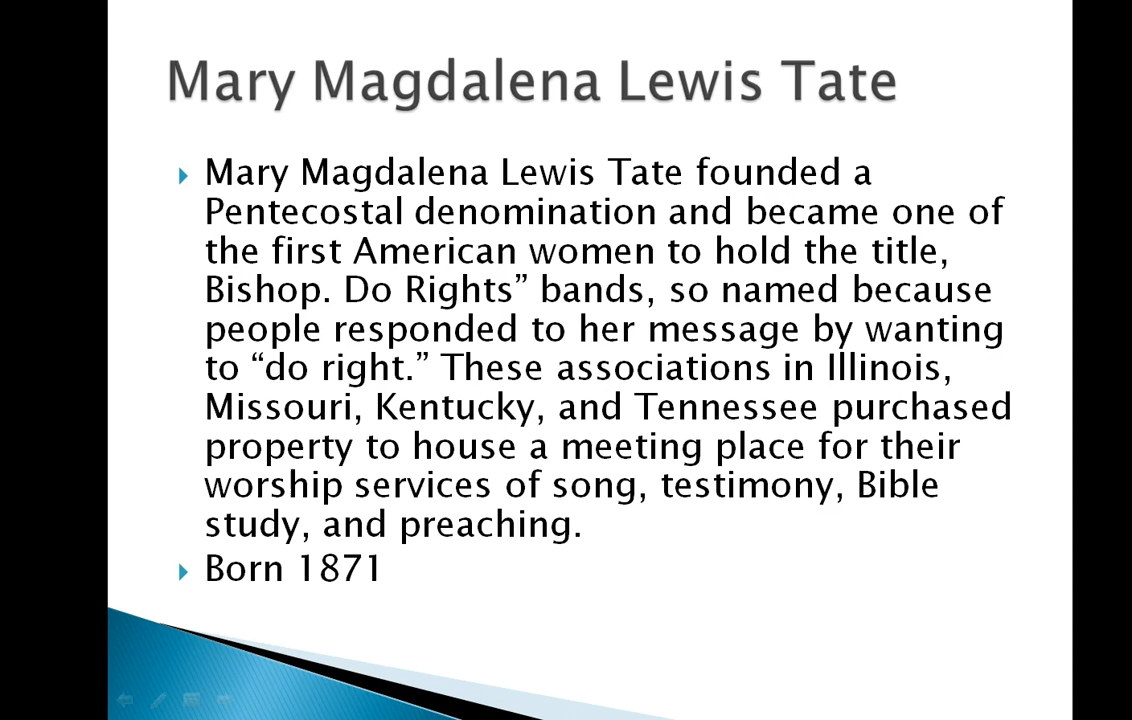 Mary Magdalena Lewis Tate
Mary Magdalena Lewis Tate founded a
Pentecostal denomination and became one of
the first American women to hold the title,
Bishop. Do Rights” bands, so named because
people responded to her message by wanting
to “do right.” These associations in Illinois,
Missouri, Kentucky, and Tennessee purchased
property to house a meeting place for their
worship services of song, testimony, Bible
study, and preaching.
Born 1871